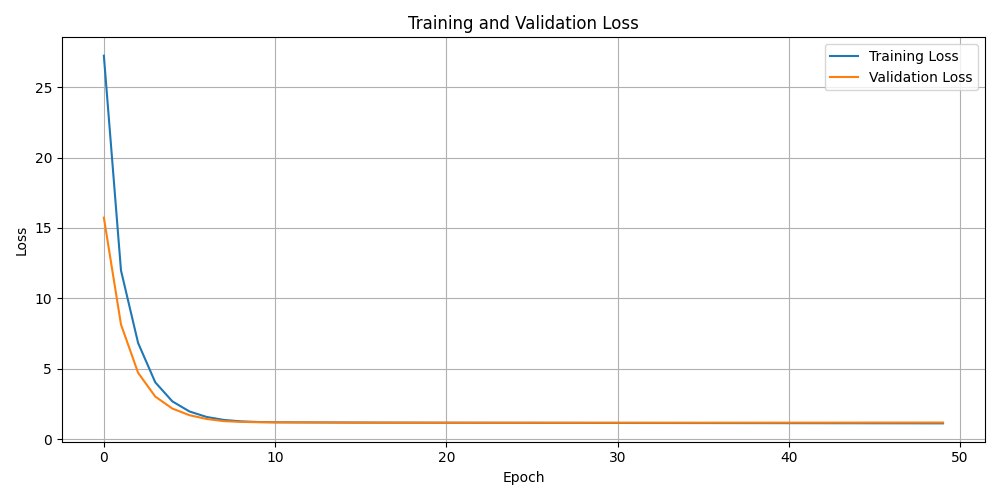 Training and Validation Loss
Training Loss
Validation Loss
25
20
15
10
5
0
Loss
0 10 20 30 40 50
Epoch